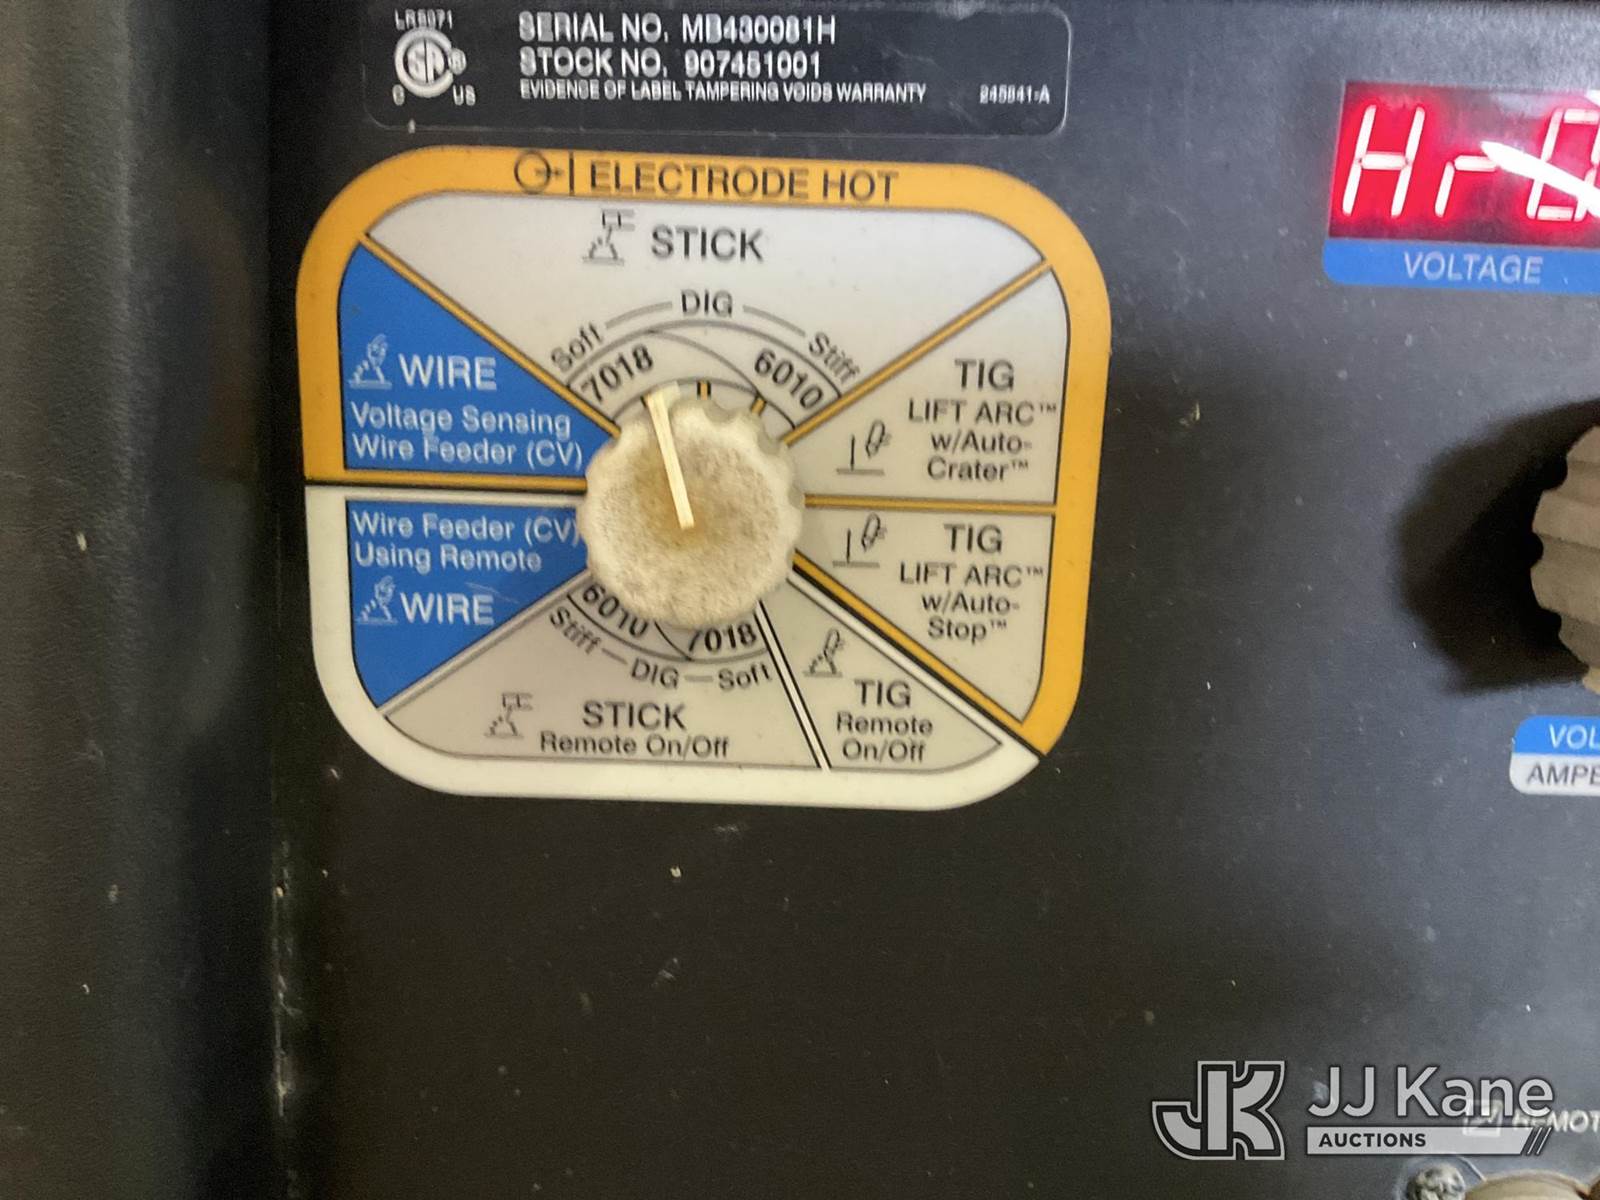 LR6071
SERIAL NO. MB480081H
STOCK NO. 907451001
C US
EVIDENCE OF LABEL TAMPERING VOIDS WARRANTY 245841-A
ELECTRODE HOT
STICK
DIG
Soft
Stiff
7018
6010
WIRE
Voltage Sensing
Wire Feeder (CV)
TIG
LIFT ARC™
w/Auto-
Crater™
Wire Feeder (CV)
Using Remote
WIRE
TIG
LIFT ARC™
w/Auto-
Stop™
6010
7018
Stiff
DIG
Soft
STICK
Remote On/Off
TIG
Remote
On/Off
VOLTAGE
JK JJ Kane
AUCTIONS